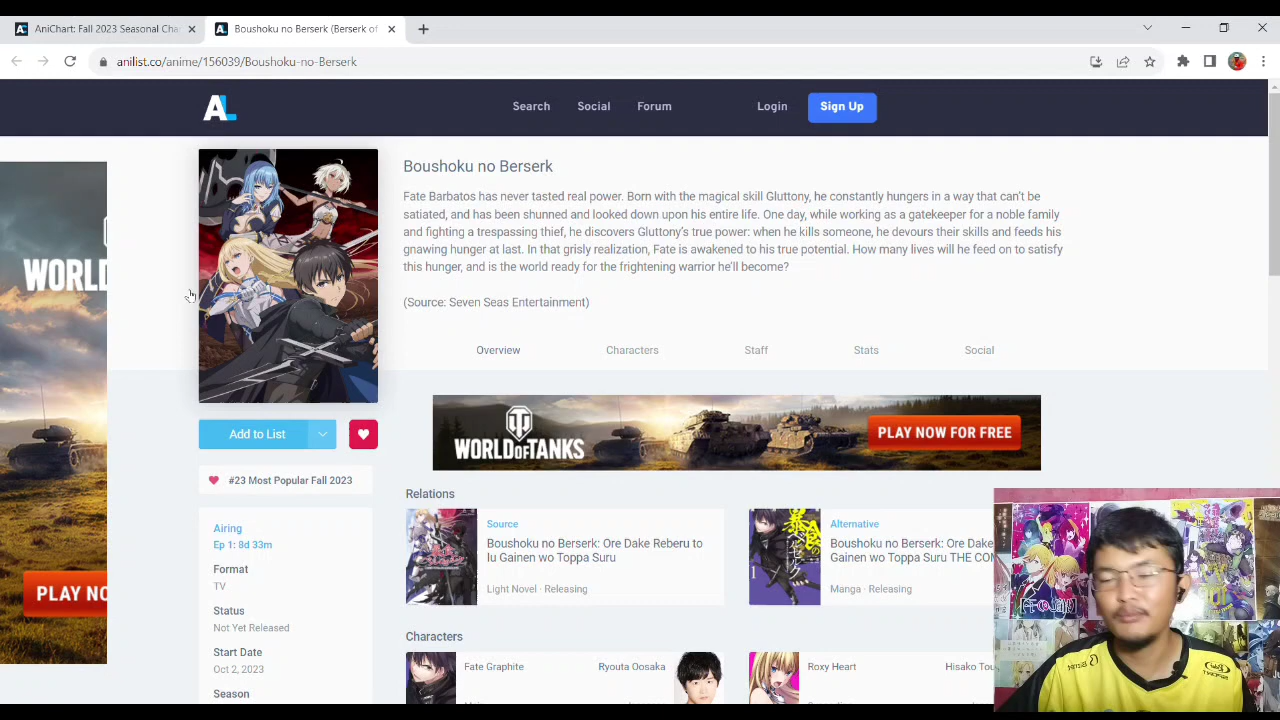 AniChart: Fall 2023 Seasonal Cha
Boushoku no Berserk (Berserk of
anilist.co/anime/156039/Boushoku-no-Berserk
AL
Search
Social
Forum
Login
Sign Up
Boushoku no Berserk
Fate Barbatos has never tasted real power. Born with the magical skill Gluttony, he constantly hungers in a way that can't be
satiated, and has been shunned and looked down upon his entire life. One day, while working as a gatekeeper for a noble family
and fighting a trespassing thief, he discovers Gluttony's true power: when he kills someone, he devours their skills and feeds his
gnawing hunger at last. In that grisly realization, Fate is awakened to his true potential. How many lives will he feed on to satisfy
this hunger, and is the world ready for the frightening warrior he'll become?
(Source: Seven Seas Entertainment)
Overview
Characters
Staff
Stats
Social
WORLD
PLAY NO
WORLD OF TANKS
PLAY NOW FOR FREE
Add to List
#23 Most Popular Fall 2023
Airing
Ep 1: 8d 33m
Format
TV
Status
Not Yet Released
Start Date
Oct 2, 2023
Season
Relations
Source
Boushoku no Berserk: Ore Dake Reberu to
Iu Gainen wo Toppa Suru
Light Novel · Releasing
Alternative
Boushoku no Berserk: Ore Dake
Gainen wo Toppa Suru THE COM
Manga · Releasing
Characters
Fate Graphite
Ryouta Oosaka
Roxy Heart
Hisako Tou